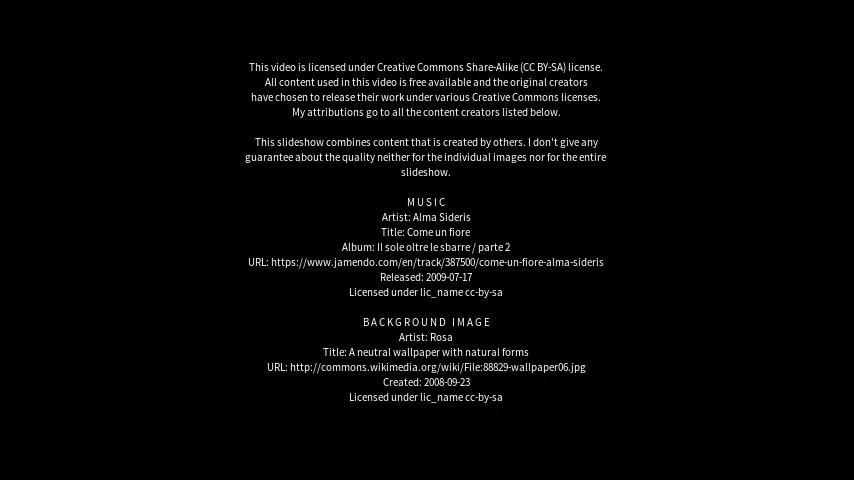 This video is licensed under Creative Commons Share-Alike (CC BY-SA) license.
All content used in this video is free available and the original creators
have chosen to release their work under various Creative Commons licenses.
My attributions go to all the content creators listed below.
This slideshow combines content that is created by others. I don't give any
guarantee about the quality neither for the individual images nor for the entire
slideshow.
MUSIC
Artist: Alma Sideris
Title: Come un fiore
Album: Il sole oltre le sbarre / parte 2
URL: https://www.jamendo.com/en/track/387500/come-un-fiore-alma-sideris
Released: 2009-07-17
Licensed under lic_name cc-by-sa
BACKGROUND IMAGE
Artist: Rosa
Title: A neutral wallpaper with natural forms
URL: http://commons.wikimedia.org/wiki/File:88829-wallpaper06.jpg
Created: 2008-09-23
Licensed under lic_name cc-by-sa